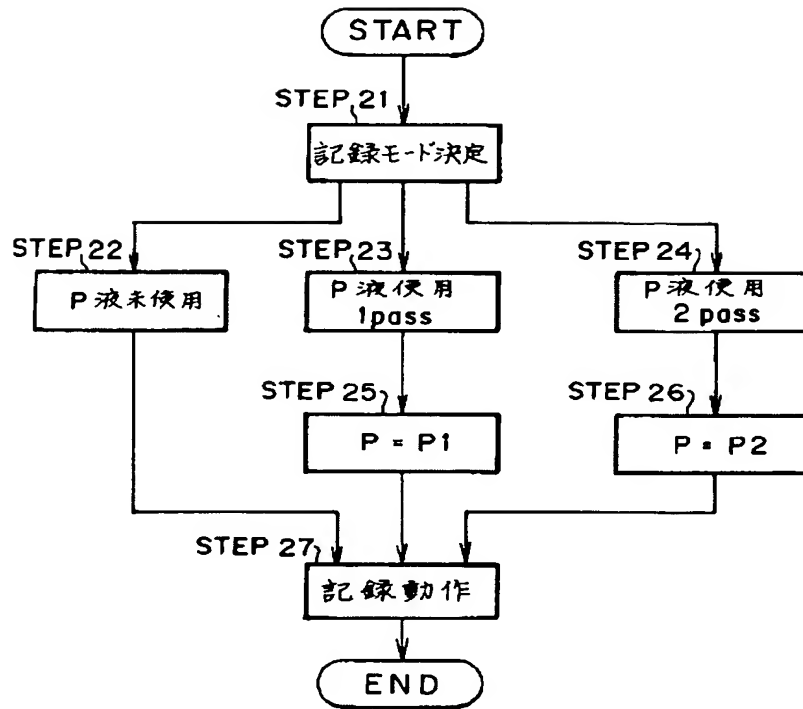 START
STEP 21
記録モード決定
STEP 22
P液未使用
STEP 23
P液使用
1pass
STEP 24
P液使用
2 pass
STEP 25
P = P1
STEP 26
P = P2
STEP 27
記録動作
END